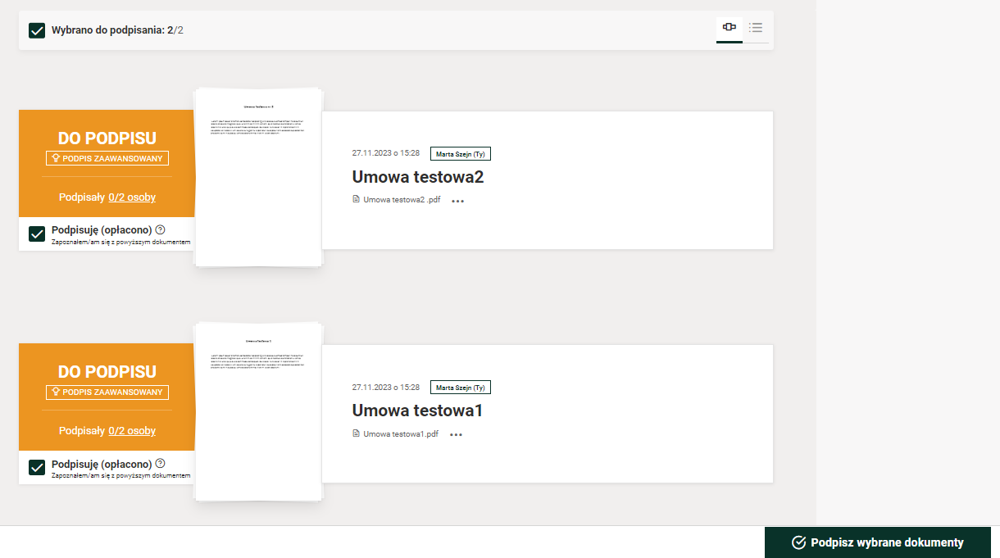 Wybrano do podpisania: 2/2
DO PODPISU
PODPIS ZAAWANSOWANY
Podpisały 0/2 osoby
Podpisuję (opłacono)
Zapoznałem/am się z powyższym dokumentem
27.11.2023 o 15:28 Marta Szejn (Ty)
Umowa testowa2
Umowa testowa2 .pdf
DO PODPISU
PODPIS ZAAWANSOWANY
Podpisały 0/2 osoby
Podpisuję (opłacono)
Zapoznałem/am się z powyższym dokumentem
27.11.2023 o 15:28 Marta Szejn (Ty)
Umowa testowa1
Umowa testowa1.pdf
Podpisz wybrane dokumenty